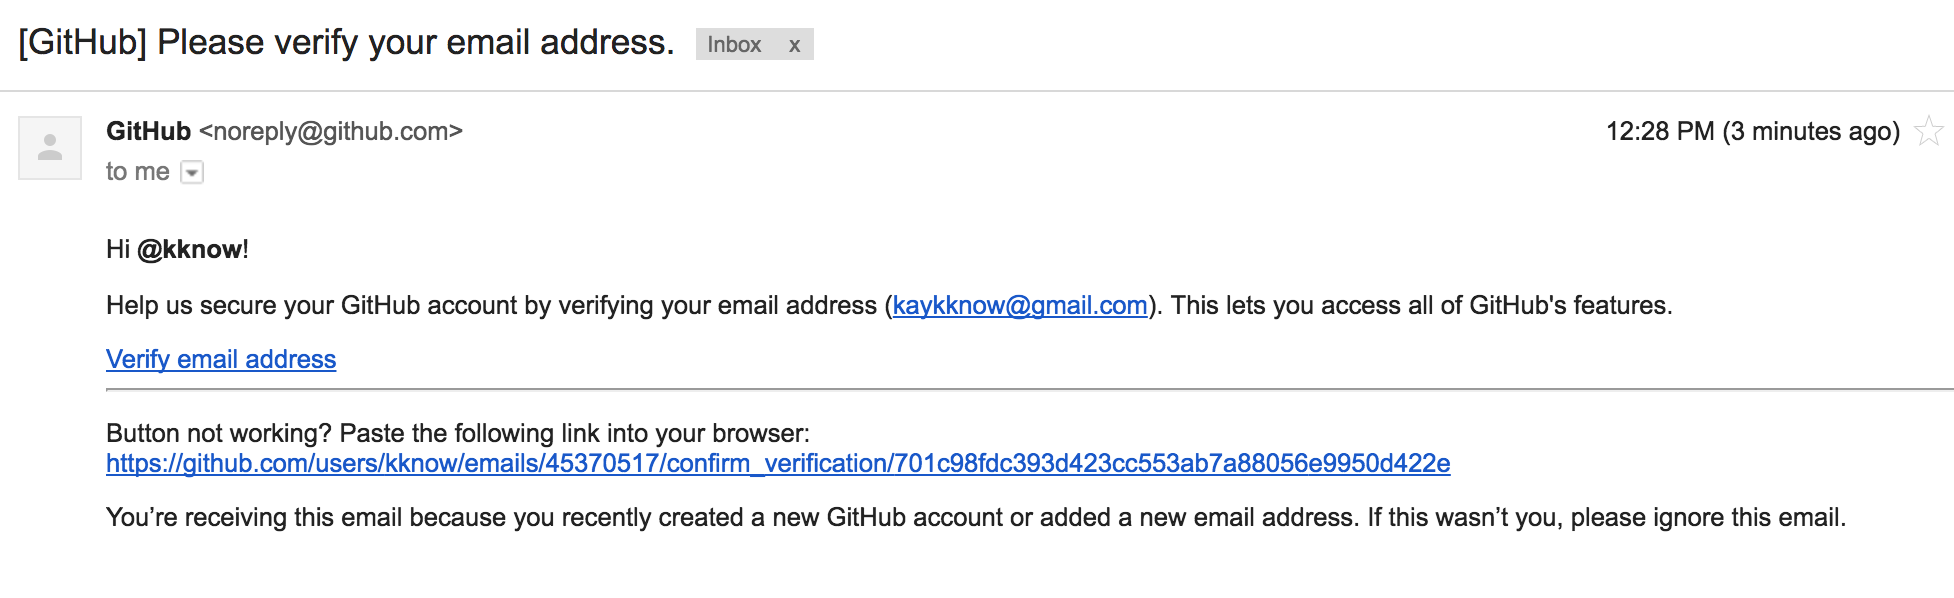 [GitHub] Please verify your email address. Inbox x
GitHub <noreply@github.com> 12:28 PM (3 minutes ago)
to me
Hi @kknow!
Help us secure your GitHub account by verifying your email address (kaykknow@gmail.com). This lets you access all of GitHub's features.
Verify email address
Button not working? Paste the following link into your browser:
https://github.com/users/kknow/emails/45370517/confirm_verification/701c98fdc393d423cc553ab7a88056e9950d422e
You’re receiving this email because you recently created a new GitHub account or added a new email address. If this wasn’t you, please ignore this email.